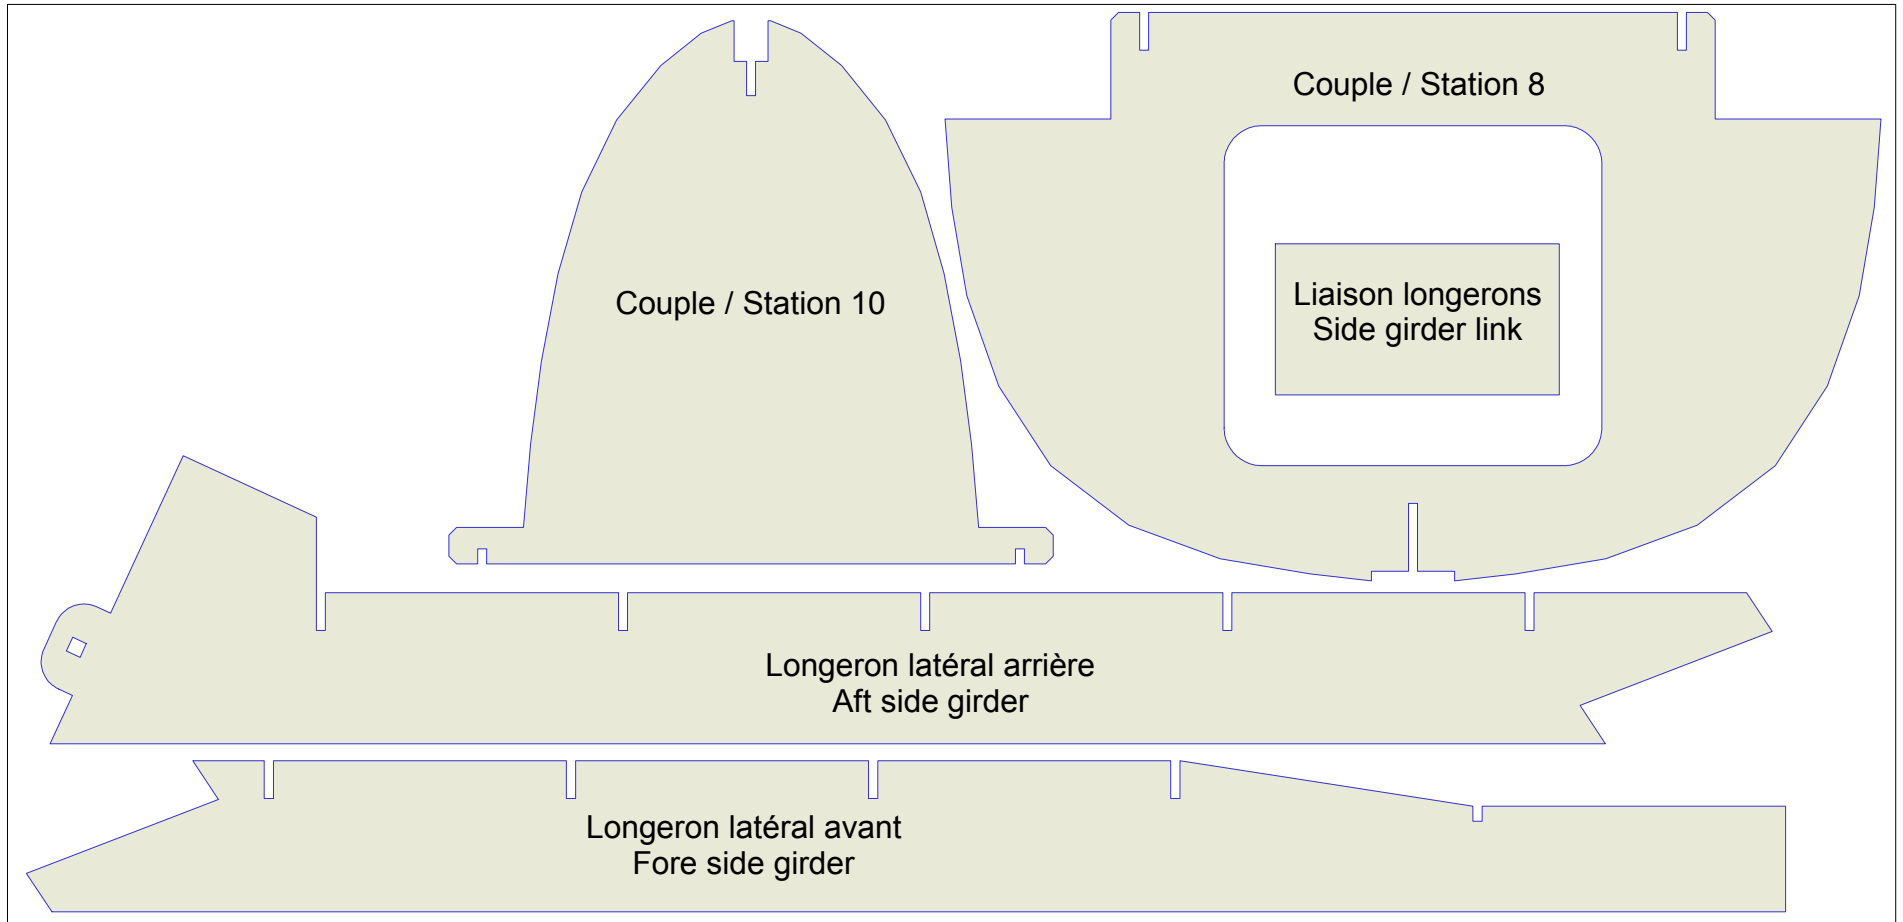 Couple / Station 8
Couple / Station 10
Liaison longerons
Side girder link
Longeron latéral arrière
Aft side girder
Longeron latéral avant
Fore side girder